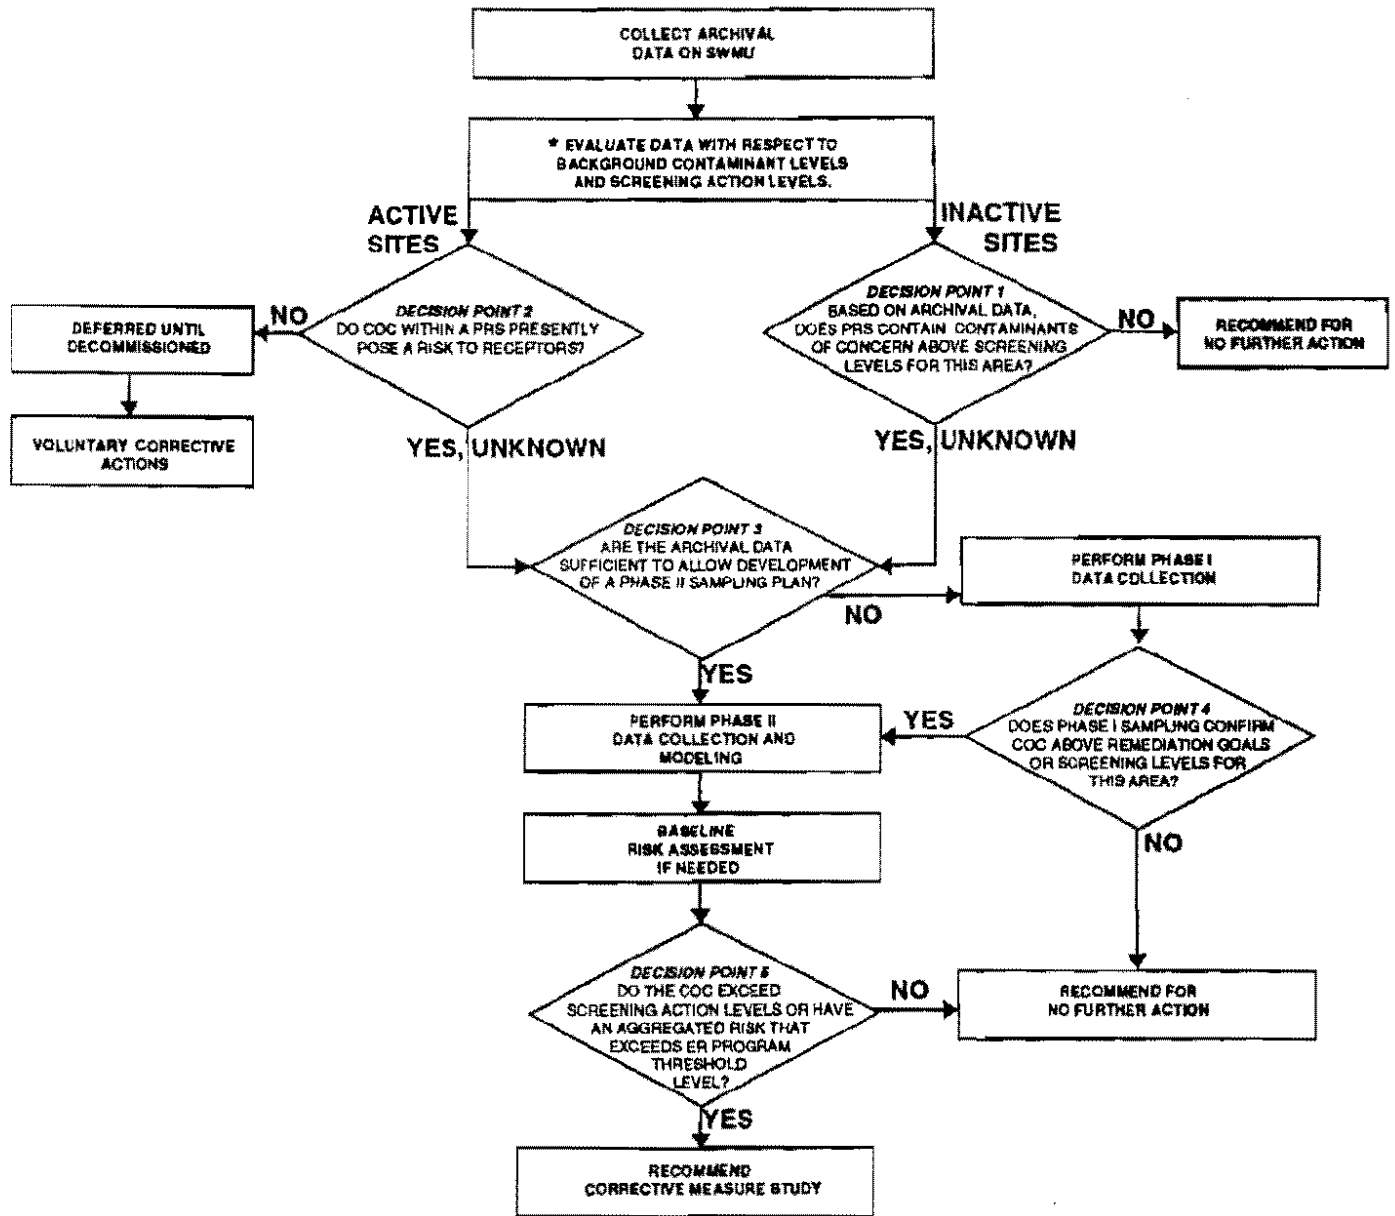 COLLECT ARCHIVAL
DATA ON SWMU
* EVALUATE DATA WITH RESPECT TO
BACKGROUND CONTAMINANT LEVELS
AND SCREENING ACTION LEVELS.
ACTIVE
SITES
INACTIVE
SITES
DECISION POINT 2
DO COC WITHIN A PRS PRESENTLY
POSE A RISK TO RECEPTORS?
NO
DEFERRED UNTIL
DECOMMISSIONED
VOLUNTARY CORRECTIVE
ACTIONS
YES, UNKNOWN
DECISION POINT 1
BASED ON ARCHIVAL DATA,
DOES PRS CONTAIN CONTAMINANTS
OF CONCERN ABOVE SCREENING
LEVELS FOR THIS AREA?
NO
RECOMMEND FOR
NO FURTHER ACTION
YES, UNKNOWN
DECISION POINT 3
ARE THE ARCHIVAL DATA
SUFFICIENT TO ALLOW DEVELOPMENT
OF A PHASE II SAMPLING PLAN?
NO
PERFORM PHASE I
DATA COLLECTION
YES
PERFORM PHASE II
DATA COLLECTION AND
MODELING
YES
DECISION POINT 4
DOES PHASE I SAMPLING CONFIRM
COC ABOVE REMEDIATION GOALS
OR SCREENING LEVELS FOR
THIS AREA?
NO
BASELINE
RISK ASSESSMENT
IF NEEDED
DECISION POINT 5
DO THE COC EXCEED
SCREENING ACTION LEVELS OR HAVE
AN AGGREGATED RISK THAT
EXCEEDS ER PROGRAM
THRESHOLD
LEVEL?
NO
RECOMMEND FOR
NO FURTHER ACTION
YES
RECOMMEND
CORRECTIVE MEASURE STUDY